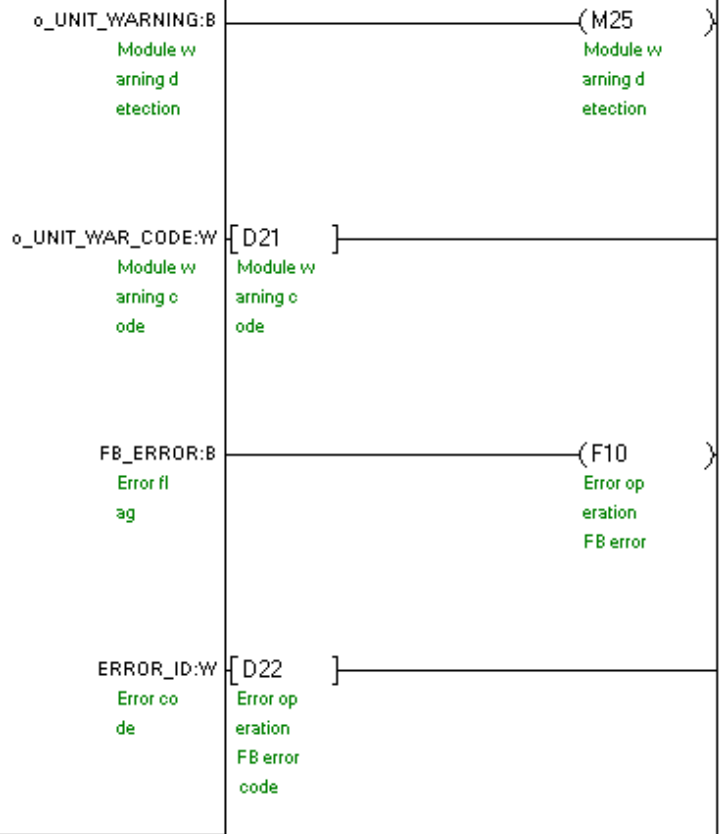 o_UNIT_WARNING:B (M25 )
Module w Module w
arning d arning d
etection etection
o_UNIT_WAR_CODE:W [ D21 ]
Module w Module w
arning c arning c
ode ode
FB_ERROR:B (F10 )
Error fl Error op
ag eration
FB error
ERROR_ID:W [ D22 ]
Error co Error op
de eration
FB error
code